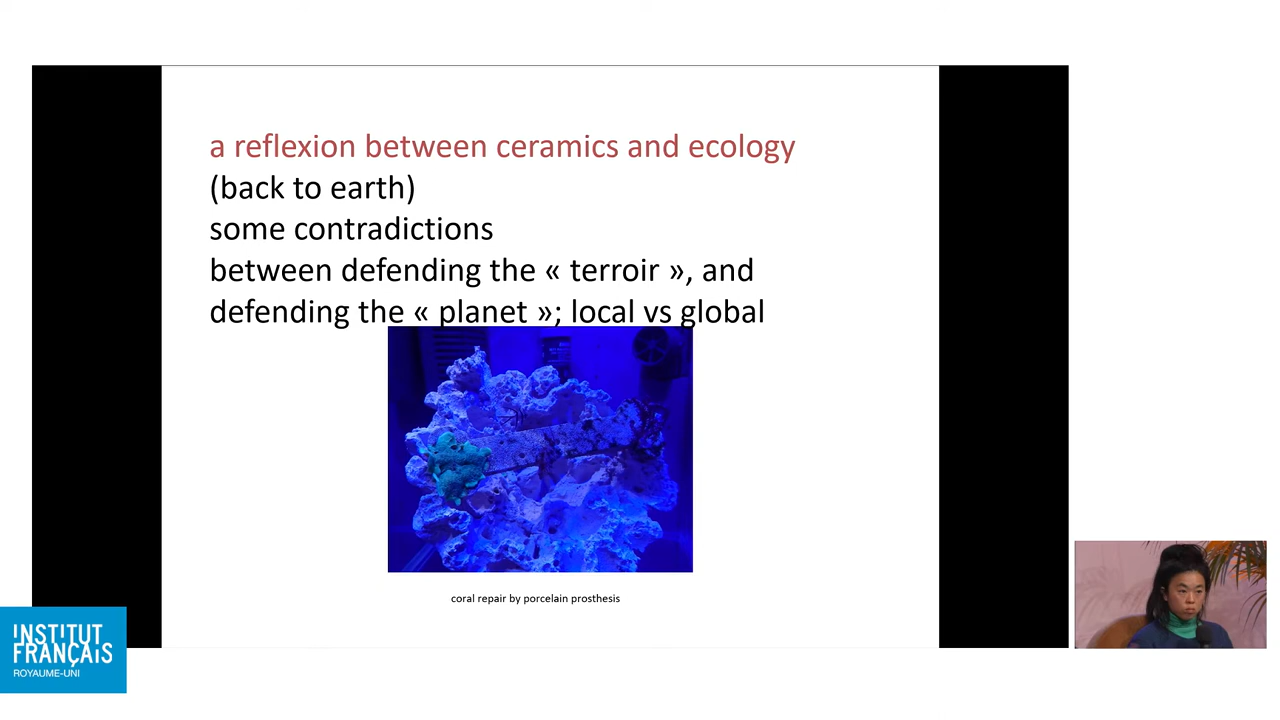 a reflexion between ceramics and ecology
(back to earth)
some contradictions
between defending the « terroir », and
defending the « planet »; local vs global
coral repair by porcelain prosthesis
INSTITUT
FRANÇAIS
ROYAUME-UNI